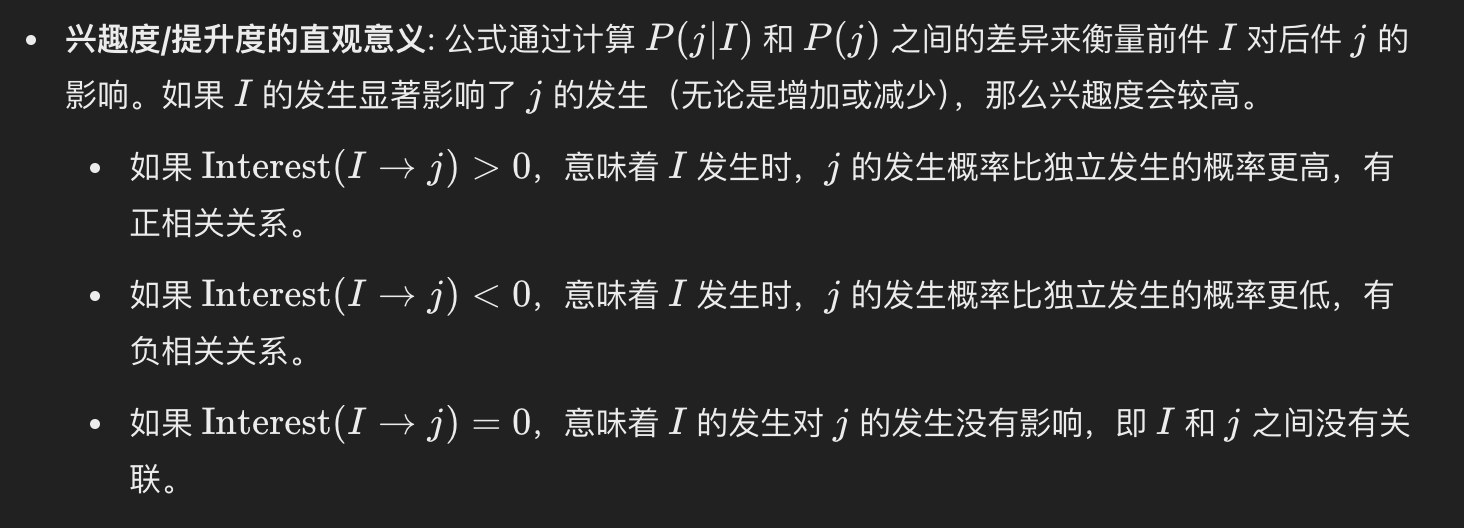 • 兴趣度/提升度的直观意义: 公式通过计算 P(j|I) 和 P(j) 之间的差异来衡量前件 I 对后件 j 的
影响。如果 I 的发生显著影响了 j 的发生（无论是增加或减少），那么兴趣度会较高。
• 如果 Interest(I → j) > 0，意味着 I 发生时，j 的发生概率比独立发生的概率更高，有
正相关关系。
• 如果 Interest(I → j) < 0，意味着 I 发生时，j 的发生概率比独立发生的概率更低，有
负相关关系。
• 如果 Interest(I → j) = 0，意味着 I 的发生对 j 的发生没有影响，即 I 和 j 之间没有关
联。